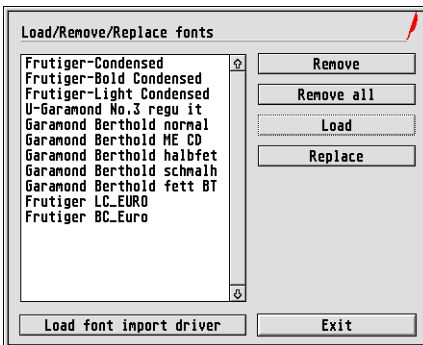 Load/Remove/Replace fonts
Frutiger-Condensed
Frutiger-Bold Condensed
Frutiger-Light Condensed
U-Garamond No.3 regu it
Garamond Berthold normal
Garamond Berthold ME CD
Garamond Berthold halbfet
Garamond Berthold schmalh
Garamond Berthold fett BT
Frutiger LC_EURO
Frutiger BC_Euro
Remove
Remove all
Load
Replace
Load font import driver
Exit